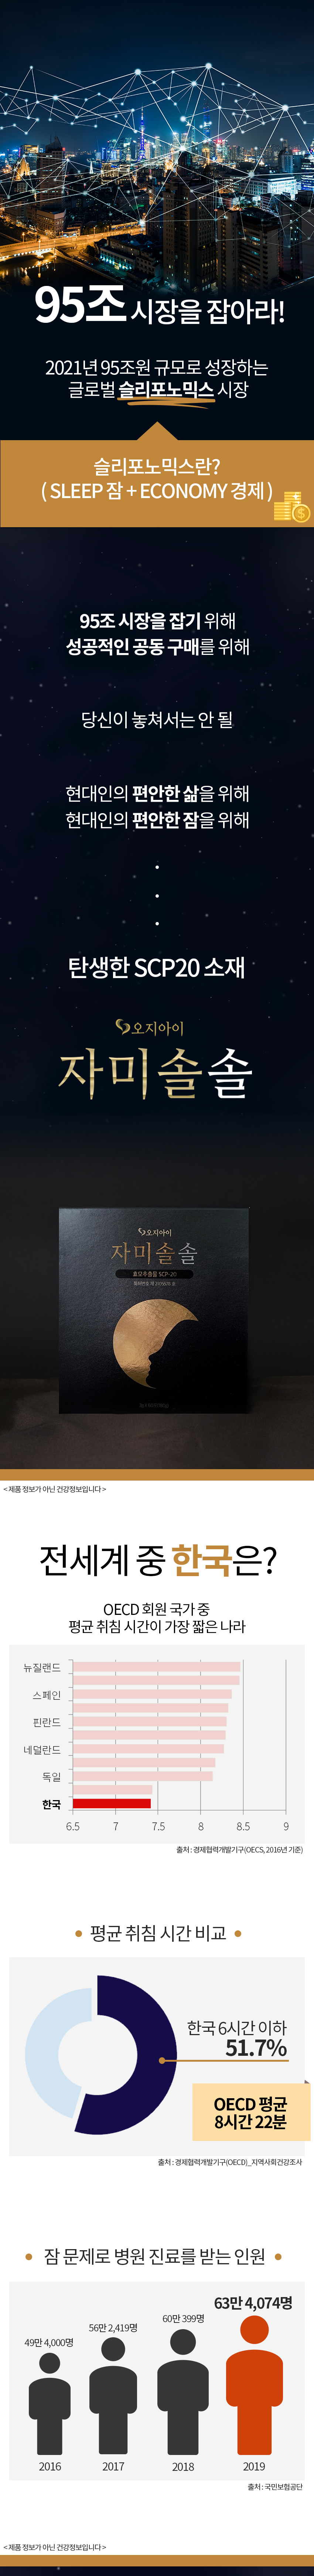 95조 시장을 잡아라!
2021년 95조원 규모로 성장하는
글로벌 슬리포노믹스 시장
슬리포노믹스란?
( SLEEP 잠 + ECONOMY 경제 )
95조 시장을 잡기 위해
성공적인 공동 구매를 위해
당신이 놓쳐서는 안 될
현대인의 편안한 삶을 위해
현대인의 편안한 잠을 위해
탄생한 SCP20 소재
오지아이
자미솔솔
오지아이
자미솔솔
효모추출물 SCP-20
< 제품 정보가 아닌 건강정보입니다 >
전세계 중 한국은?
OECD 회원 국가 중
평균 취침 시간이 가장 짧은 나라
뉴질랜드
스페인
핀란드
네덜란드
독일
한국
6.5 7 7.5 8 8.5 9
출처 : 경제협력개발기구(OECS, 2016년 기준)
평균 취침 시간 비교
한국 6시간 이하
51.7%
OECD 평균
8시간 22분
출처 : 경제협력개발기구(OECD)_지역사회건강조사
잠 문제로 병원 진료를 받는 인원
49만 4,000명
56만 2,419명
60만 399명
63만 4,074명
2016 2017 2018 2019
출처 : 국민보험공단
< 제품 정보가 아닌 건강정보입니다 >